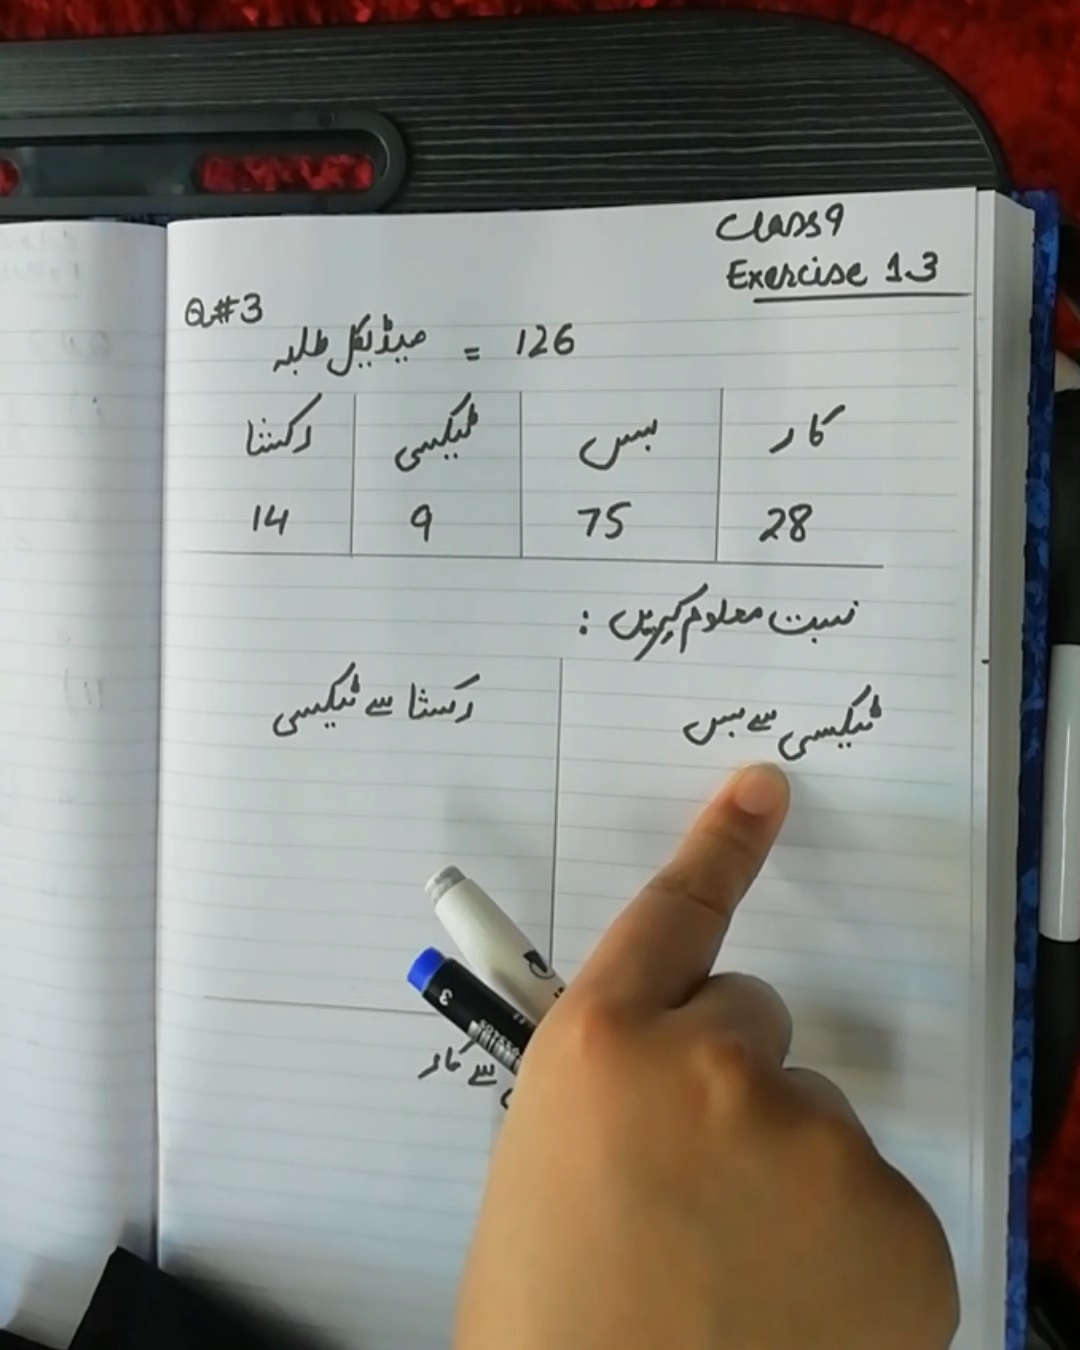 Class 9
Exercise 1.3
Q#3
میڈیکل طلبہ = 126
کار بس ٹیکسی رکشا
28 75 9 14
نسبت معلوم کریں :
ٹیکسی سے بس
رکشا سے ٹیکسی
سے کار
3